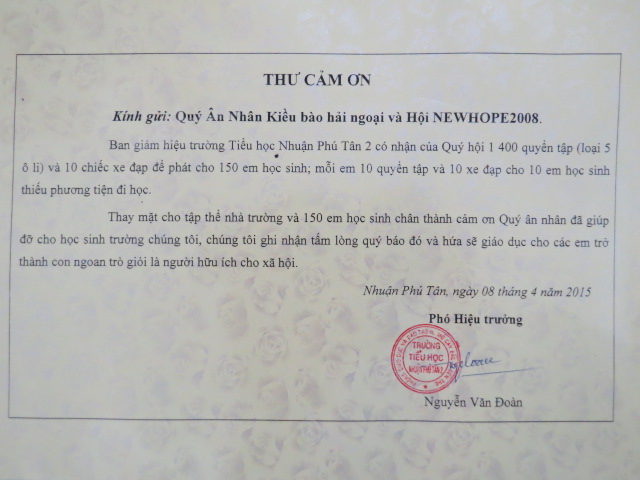 THƯ CẢM ƠN
Kính gửi: Quý Ân Nhân Kiều bào hải ngoại và Hội NEWHOPE2008.
Ban giám hiệu trường Tiểu học Nhuận Phú Tân 2 có nhận của Quý hội 1 400 quyển tập (loại 5
ô li) và 10 chiếc xe đạp để phát cho 150 em học sinh; mỗi em 10 quyển tập và 10 xe đạp cho 10 em học sinh
thiếu phương tiện đi học.
Thay mặt cho tập thể nhà trường và 150 em học sinh chân thành cảm ơn Quý ân nhân đã giúp
đỡ cho học sinh trường chúng tôi, chúng tôi ghi nhận tấm lòng quý báo đó và hứa sẽ giáo dục cho các em trở
thành con ngoan trò giỏi là người hữu ích cho xã hội.
Nhuận Phú Tân, ngày 08 tháng 4 năm 2015
Phó Hiệu trưởng
TRƯỜNG
TIỂU HỌC
NHUẬN PHÚ TÂN 2
Nguyễn Văn Đoàn